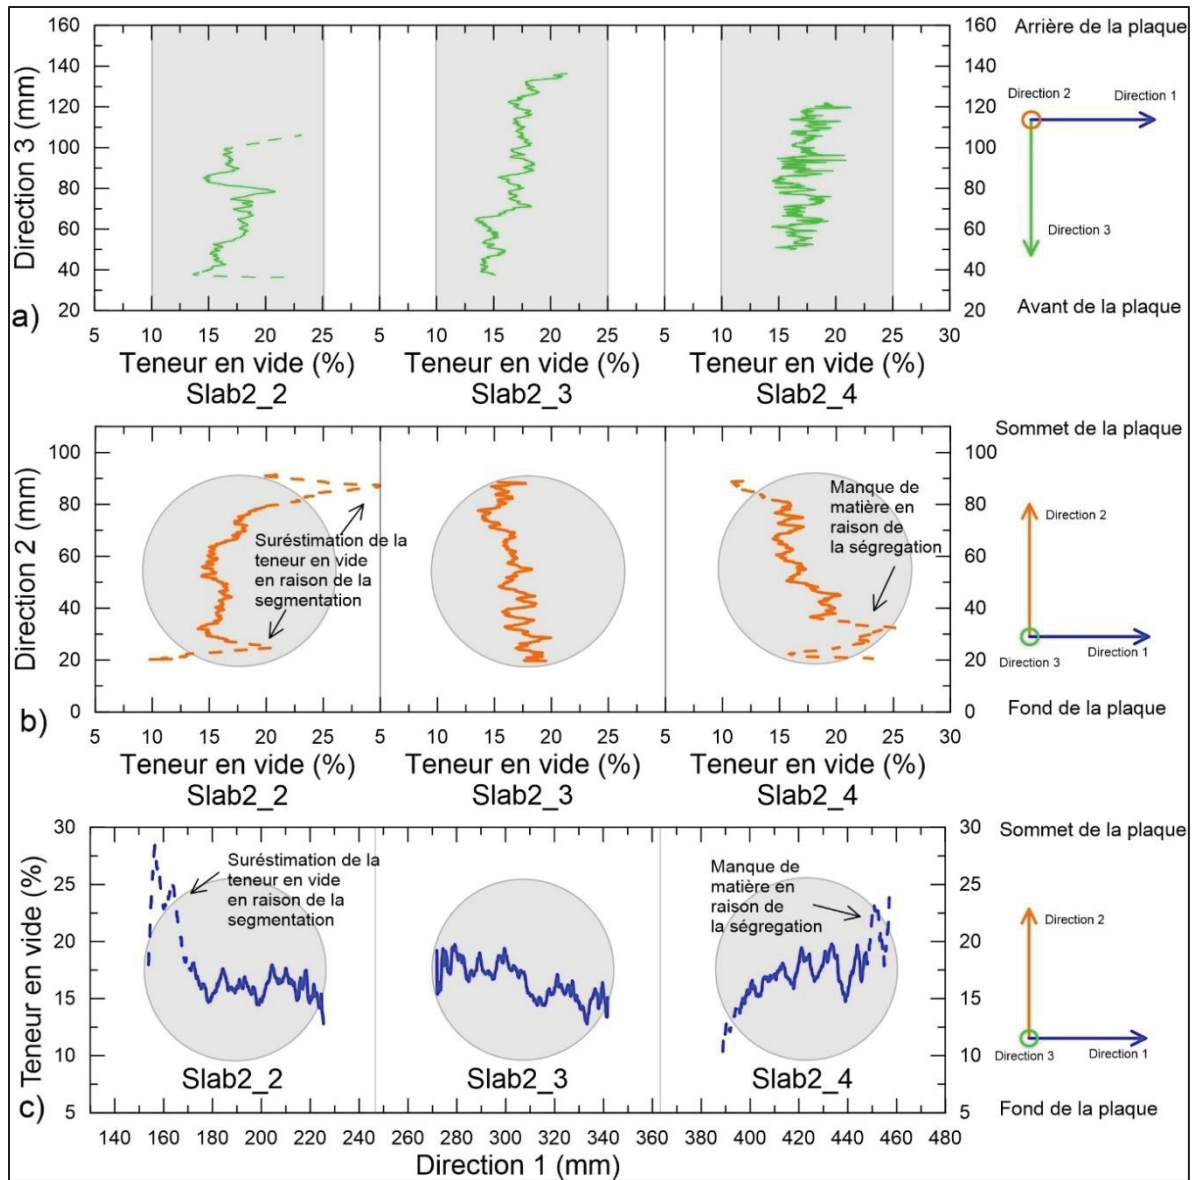 160
140
120
100
80
60
40
20
Direction 3 (mm)
a)
5 10 15 20 25 5 10 15 20 25 5 10 15 20 25 30
Teneur en vide (%) Teneur en vide (%) Teneur en vide (%)
Slab2_2 Slab2_3 Slab2_4
160
140
120
100
80
60
40
20
Arrière de la plaque
Direction 2 Direction 1
Direction 3
Avant de la plaque
100
80
60
40
20
0
Direction 2 (mm)
b)
Suréstimation de la
teneur en vide
en raison de la
segmentation
Manque de
matière en
raison de
la ségregation
5 10 15 20 5 10 15 20 5 10 15 20 25 30
Teneur en vide (%) Teneur en vide (%) Teneur en vide (%)
Slab2_2 Slab2_3 Slab2_4
100
80
60
40
20
0
Sommet de la plaque
Direction 2
Direction 3 Direction 1
Fond de la plaque
30
25
20
15
10
5
Teneur en vide (%)
c)
Suréstimation de la
teneur en vide
en raison de la
segmentation
Manque de
matière en
raison de
la ségregation
Slab2_2 Slab2_3 Slab2_4
30
25
20
15
10
5
140 160 180 200 220 260 280 300 320 340 360 380 400 420 440 460 480
Direction 1 (mm)
Sommet de la plaque
Direction 2
Direction 3 Direction 1
Fond de la plaque